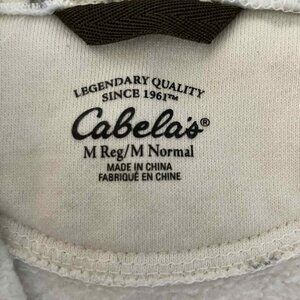 LEGENDARY QUALITY
SINCE 1961™
Cabela's®
M Reg/M Normal
MADE IN CHINA
FABRIQUÉ EN CHINE